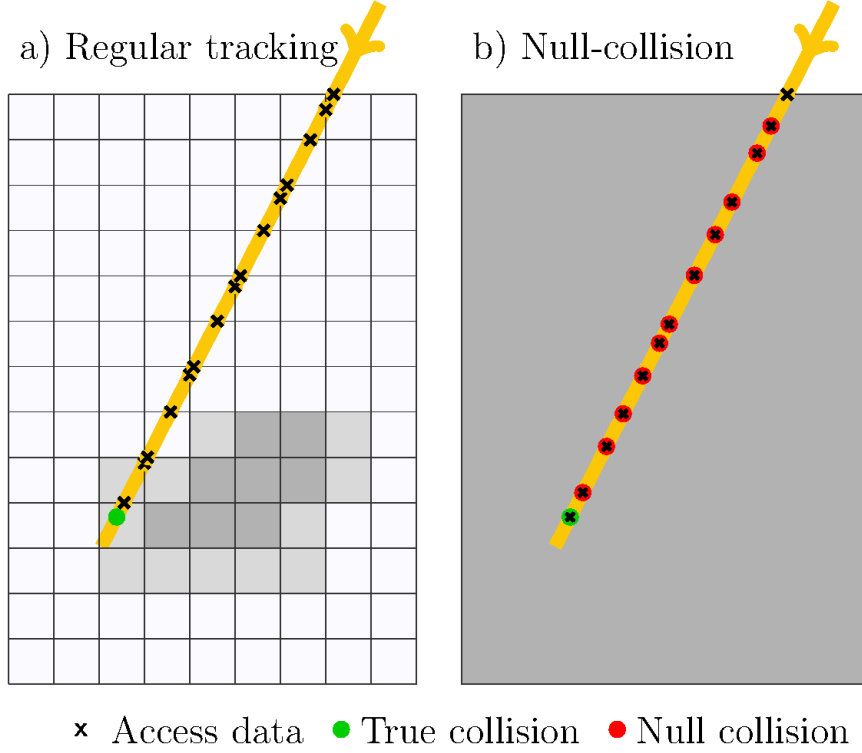 a) Regular tracking
b) Null-collision
× Access data ● True collision ● Null collision